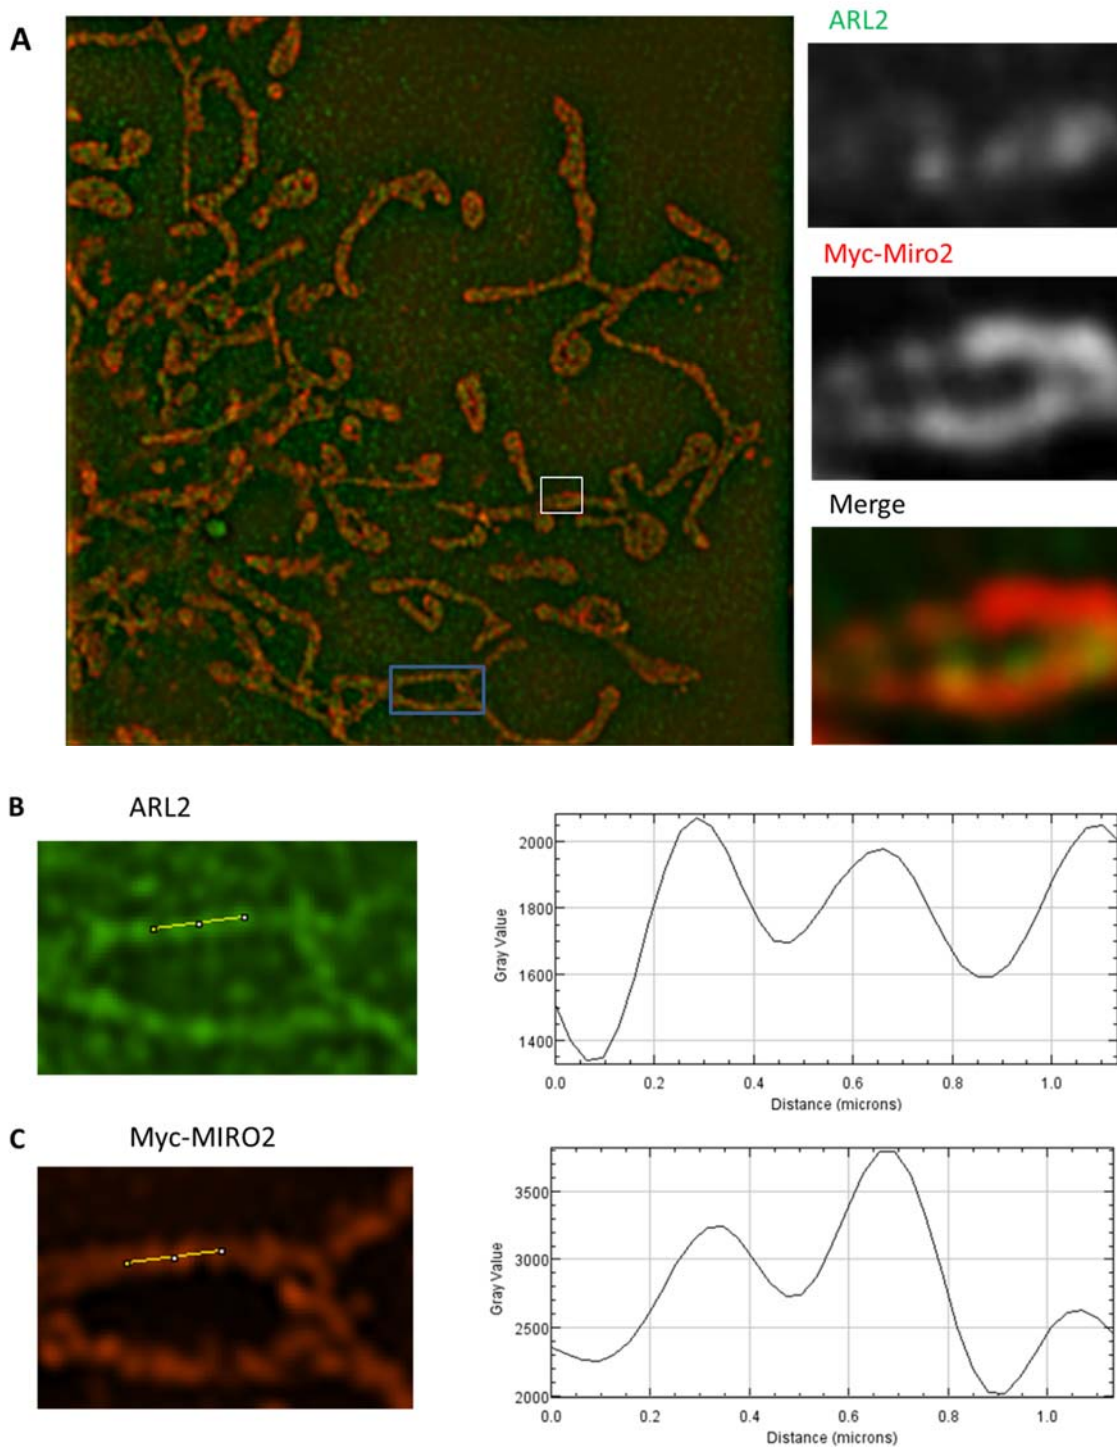 A
ARL2
Myc-Miro2
Merge
B
ARL2
2000
1800
1600
1400
Gray Value
0.0 0.2 0.4 0.6 0.8 1.0
Distance (microns)
C
Myc-MIRO2
3500
3000
2500
2000
Gray Value
0.0 0.2 0.4 0.6 0.8 1.0
Distance (microns)